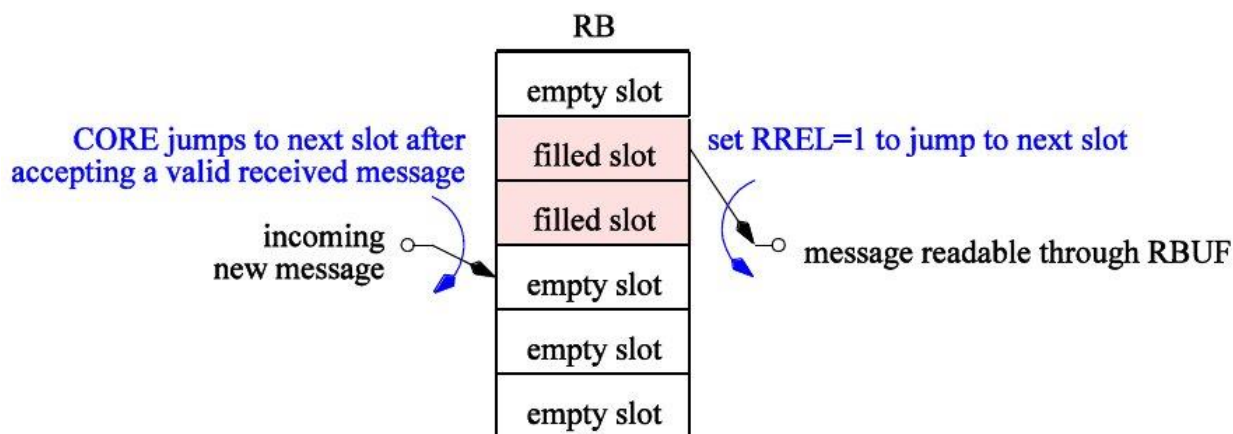 RB
empty slot
CORE jumps to next slot after
accepting a valid received message
filled slot
set RREL=1 to jump to next slot
filled slot
incoming
new message
empty slot
message readable through RBUF
empty slot
empty slot